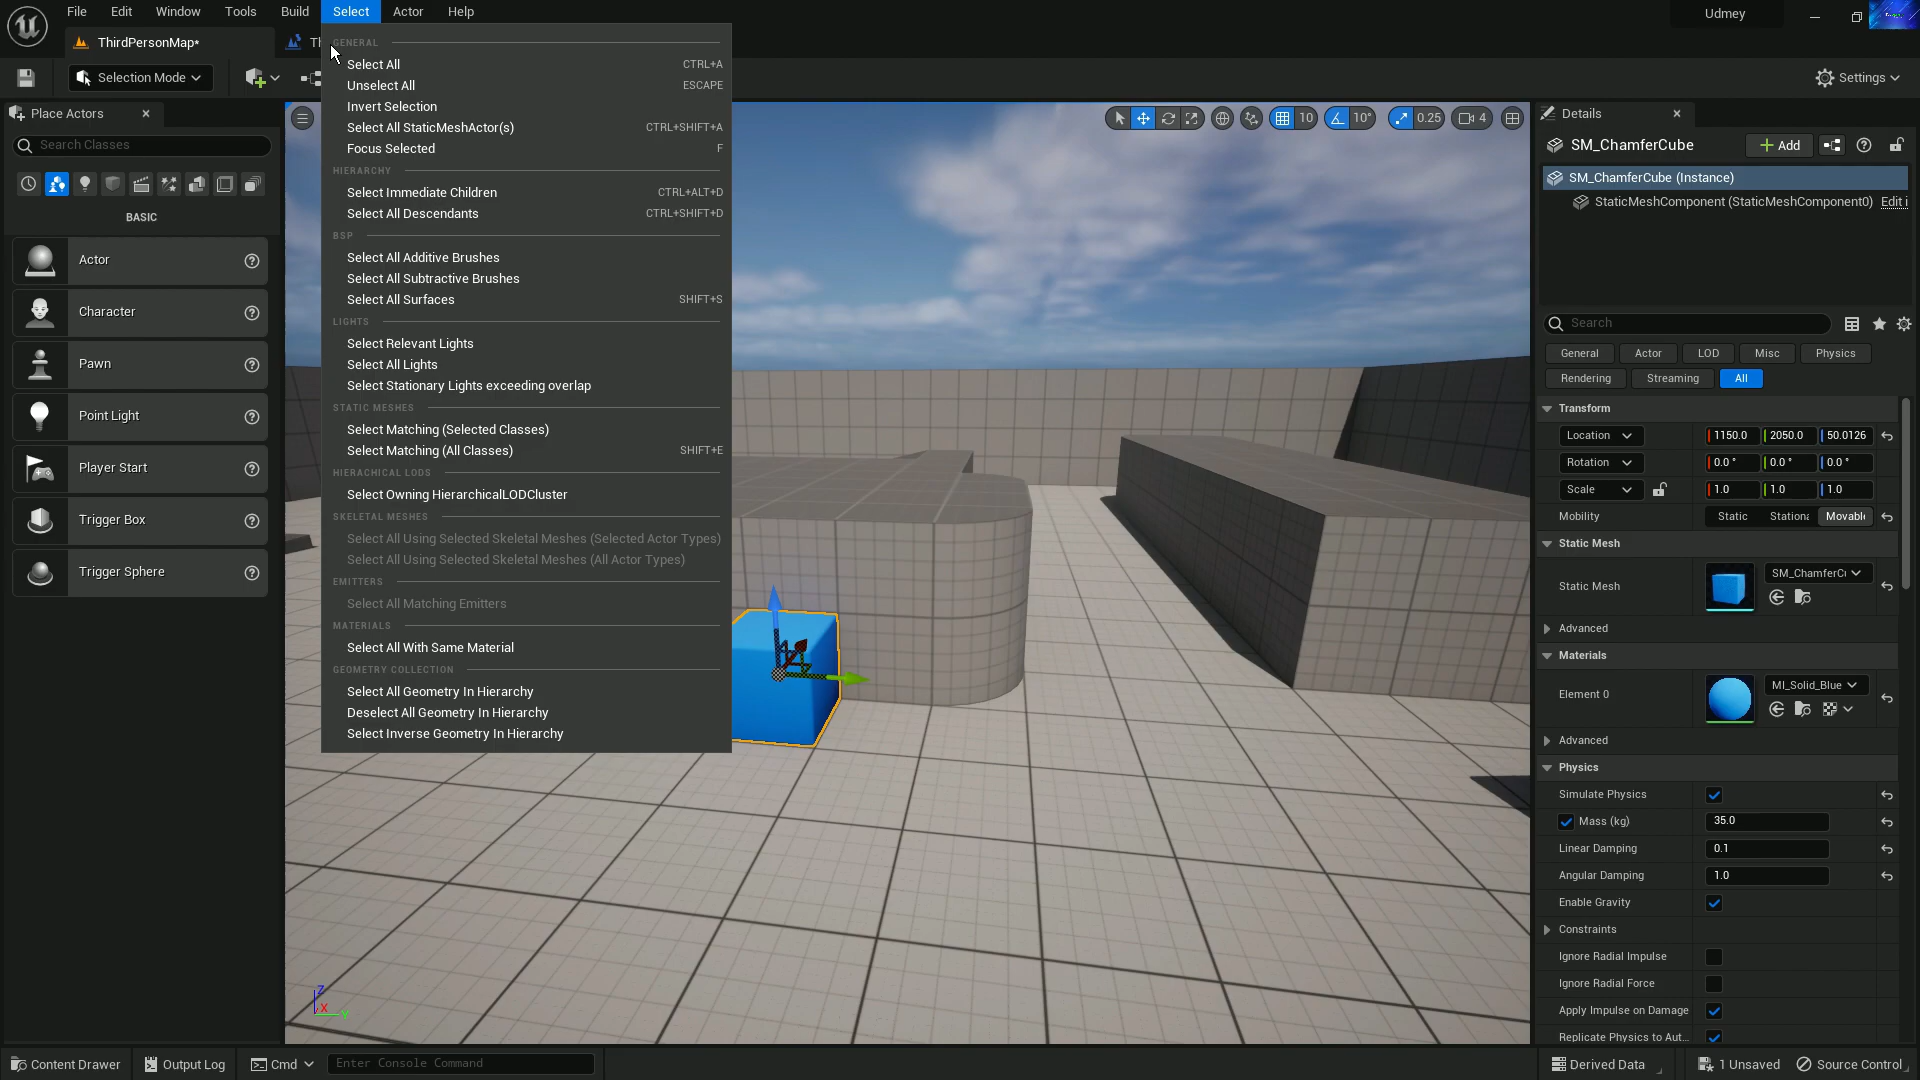 File Edit Window Tools Build Select Actor Help
Udmey
ThirdPersonMap*
Th
Selection Mode
Settings
Place Actors
Search Classes
BASIC
Actor
Character
Pawn
Point Light
Player Start
Trigger Box
Trigger Sphere
GENERAL
Select All CTRL+A
Unselect All ESCAPE
Invert Selection
Select All StaticMeshActor(s) CTRL+SHIFT+A
Focus Selected F
HIERARCHY
Select Immediate Children CTRL+ALT+D
Select All Descendants CTRL+SHIFT+D
BSP
Select All Additive Brushes
Select All Subtractive Brushes
Select All Surfaces SHIFT+S
LIGHTS
Select Relevant Lights
Select All Lights
Select Stationary Lights exceeding overlap
STATIC MESHES
Select Matching (Selected Classes)
Select Matching (All Classes) SHIFT+E
HIERACHICAL LODS
Select Owning HierarchicalLODCluster
SKELETAL MESHES
Select All Using Selected Skeletal Meshes (Selected Actor Types)
Select All Using Selected Skeletal Meshes (All Actor Types)
EMITTERS
Select All Matching Emitters
MATERIALS
Select All With Same Material
GEOMETRY COLLECTION
Select All Geometry In Hierarchy
Deselect All Geometry In Hierarchy
Select Inverse Geometry In Hierarchy
10 10° 0.25 4
Z
X
Y
Details
SM_ChamferCube Add
SM_ChamferCube (Instance)
StaticMeshComponent (StaticMeshComponent0) Edit i
Search
General Actor LOD Misc Physics
Rendering Streaming All
Transform
Location 1150.0 2050.0 50.0126
Rotation 0.0 ° 0.0 ° 0.0 °
Scale 1.0 1.0 1.0
Mobility Static Stationa Movable
Static Mesh
Static Mesh SM_ChamferCu
Advanced
Materials
Element 0 MI_Solid_Blue
Advanced
Physics
Simulate Physics
Mass (kg) 35.0
Linear Damping 0.1
Angular Damping 1.0
Enable Gravity
Constraints
Ignore Radial Impulse
Ignore Radial Force
Apply Impulse on Damage
Replicate Physics to Aut...
Content Drawer Output Log Cmd Enter Console Command Derived Data 1 Unsaved Source Control